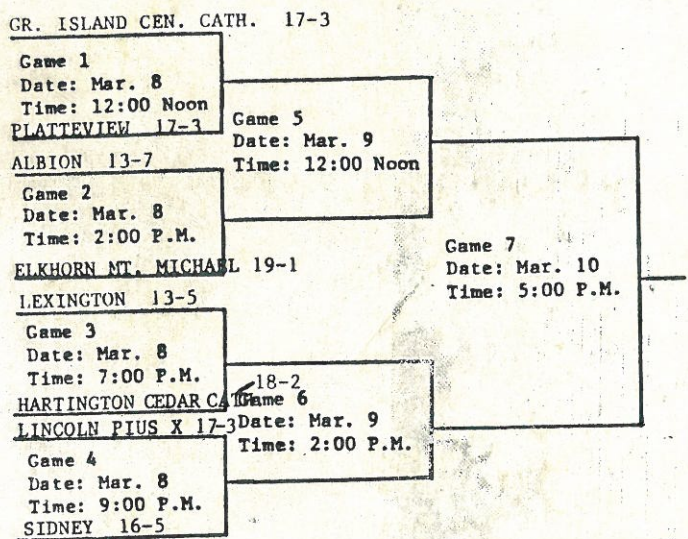 GR. ISLAND CEN. CATH. 17-3
Game 1
Date: Mar. 8
Time: 12:00 Noon
PLATTEVIEW 17-3
ALBION 13-7
Game 2
Date: Mar. 8
Time: 2:00 P.M.
ELKHORN MT. MICHAEL 19-1
LEXINGTON 13-5
Game 3
Date: Mar. 8
Time: 7:00 P.M.
HARTINGTON CEDAR CATH. 18-2
LINCOLN PIUS X 17-3
Game 4
Date: Mar. 8
Time: 9:00 P.M.
SIDNEY 16-5
Game 5
Date: Mar. 9
Time: 12:00 Noon
Game 6
Date: Mar. 9
Time: 2:00 P.M.
Game 7
Date: Mar. 10
Time: 5:00 P.M.